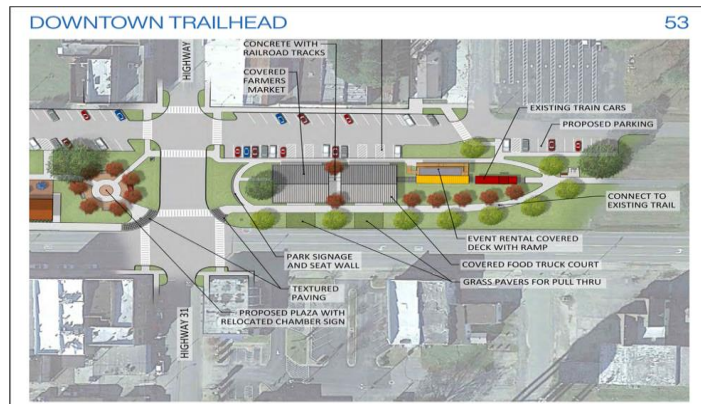 DOWNTOWN TRAILHEAD
53
HIGHWAY
CONCRETE WITH
RAILROAD TRACKS
COVERED
FARMERS
MARKET
EXISTING TRAIN CARS
PROPOSED PARKING
CONNECT TO
EXISTING TRAIL
EVENT RENTAL COVERED
DECK WITH RAMP
PARK SIGNAGE
AND SEAT WALL
COVERED FOOD TRUCK COURT
GRASS PAVERS FOR PULL THRU
TEXTURED
PAVING
PROPOSED PLAZA WITH
RELOCATED CHAMBER SIGN
HIGHWAY 31